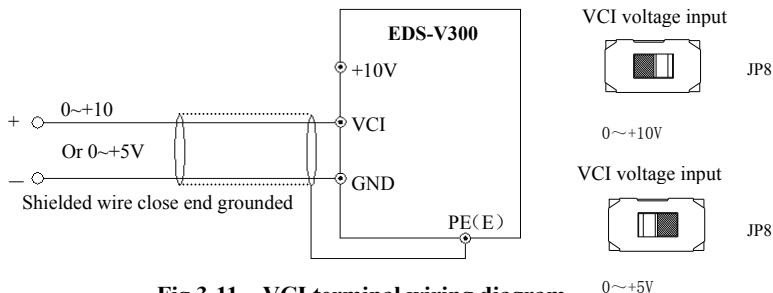 VCI voltage input
EDS-V300
JP8
+10V
0~+10
+
VCI
0～+10V
Or 0~+5V
VCI voltage input
—
GND
Shielded wire close end grounded
PE(E)
JP8
0～+5V
Fig 3-11 VCI terminal wiring diagram